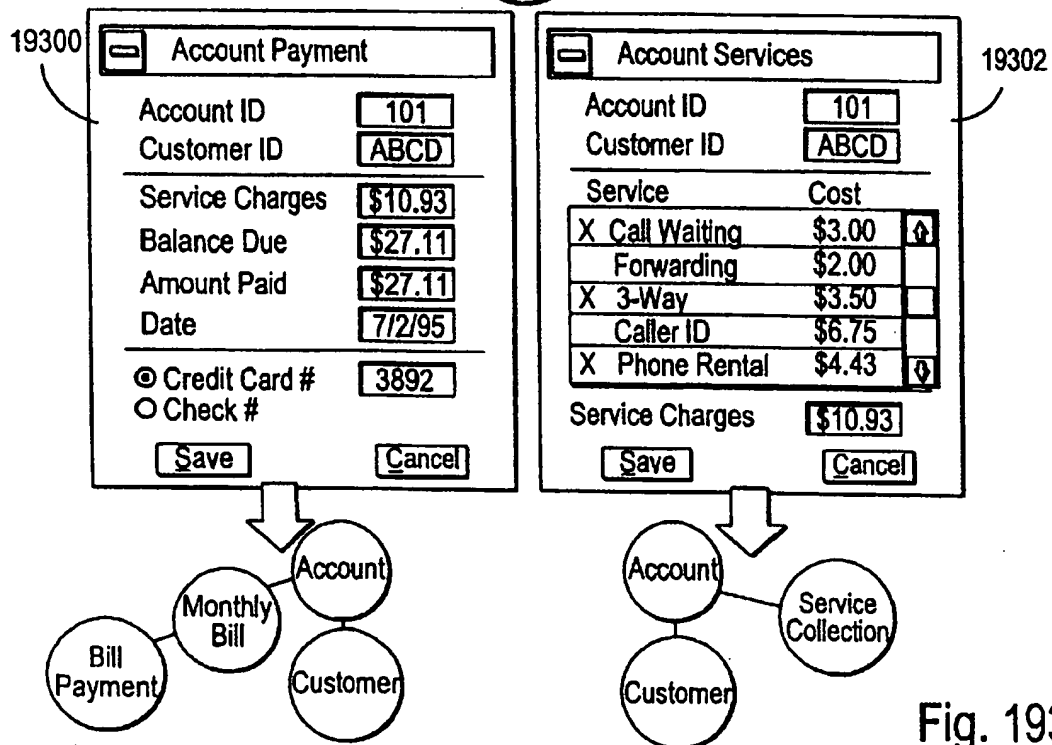 19300
Account Payment
Account ID 101
Customer ID ABCD
Service Charges $10.93
Balance Due $27.11
Amount Paid $27.11
Date 7/2/95
Credit Card # 3892
Check #
Save Cancel
Account
Monthly
Bill
Bill
Payment
Customer
19302
Account Services
Account ID 101
Customer ID ABCD
Service Cost
X Call Waiting $3.00
Forwarding $2.00
X 3-Way $3.50
Caller ID $6.75
X Phone Rental $4.43
Service Charges $10.93
Save Cancel
Account
Service
Collection
Customer
Fig. 193